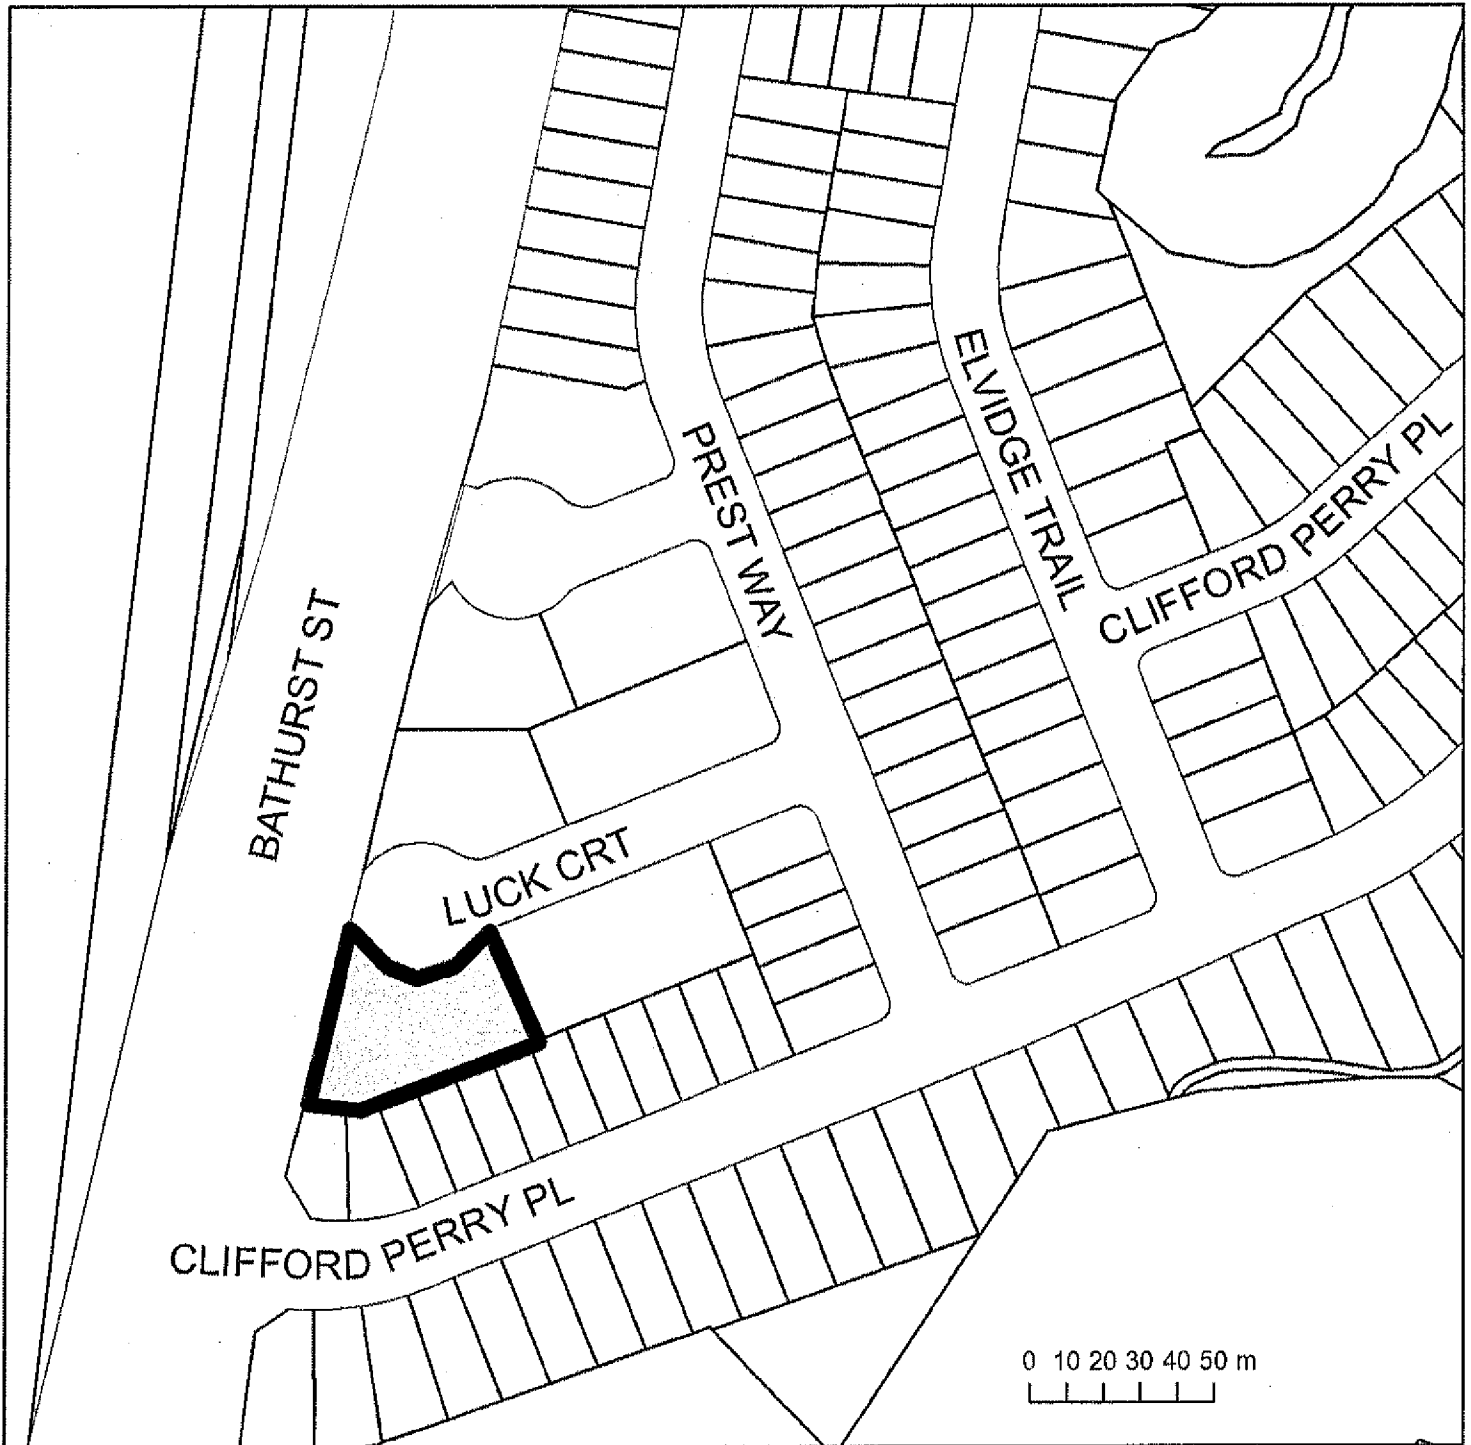 PREST WAY
ELVIDGE TRAIL
CLIFFORD PERRY PL
BATHURST ST
LUCK CRT
CLIFFORD PERRY PL
0 10 20 30 40 50 m